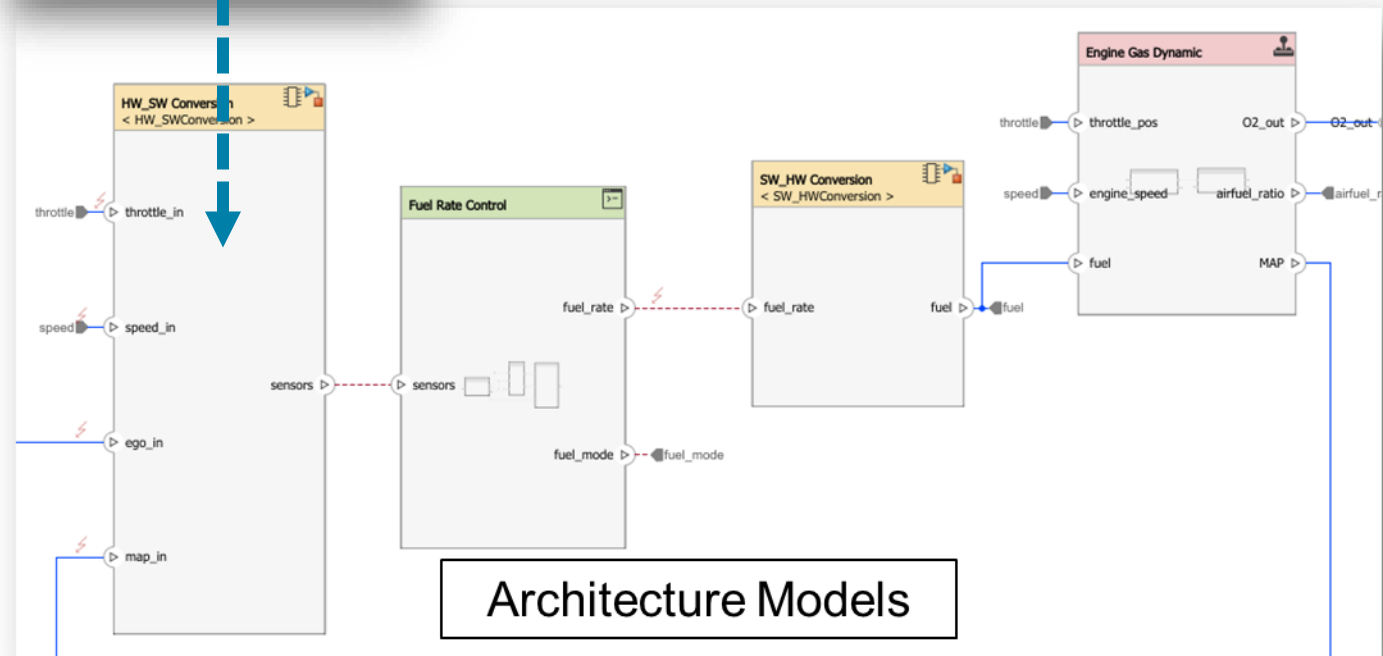 HW_SW Conversion
< HW_SWConversion >
throttle
throttle_in
speed
speed_in
sensors
ego_in
map_in
Fuel Rate Control
fuel_rate
sensors
fuel_mode
fuel_mode
SW_HW Conversion
< SW_HWConversion >
fuel_rate
fuel
fuel
Engine Gas Dynamic
throttle
throttle_pos
O2_out
O2_out
speed
engine_speed
airfuel_ratio
airfuel_r
fuel
MAP
Architecture Models